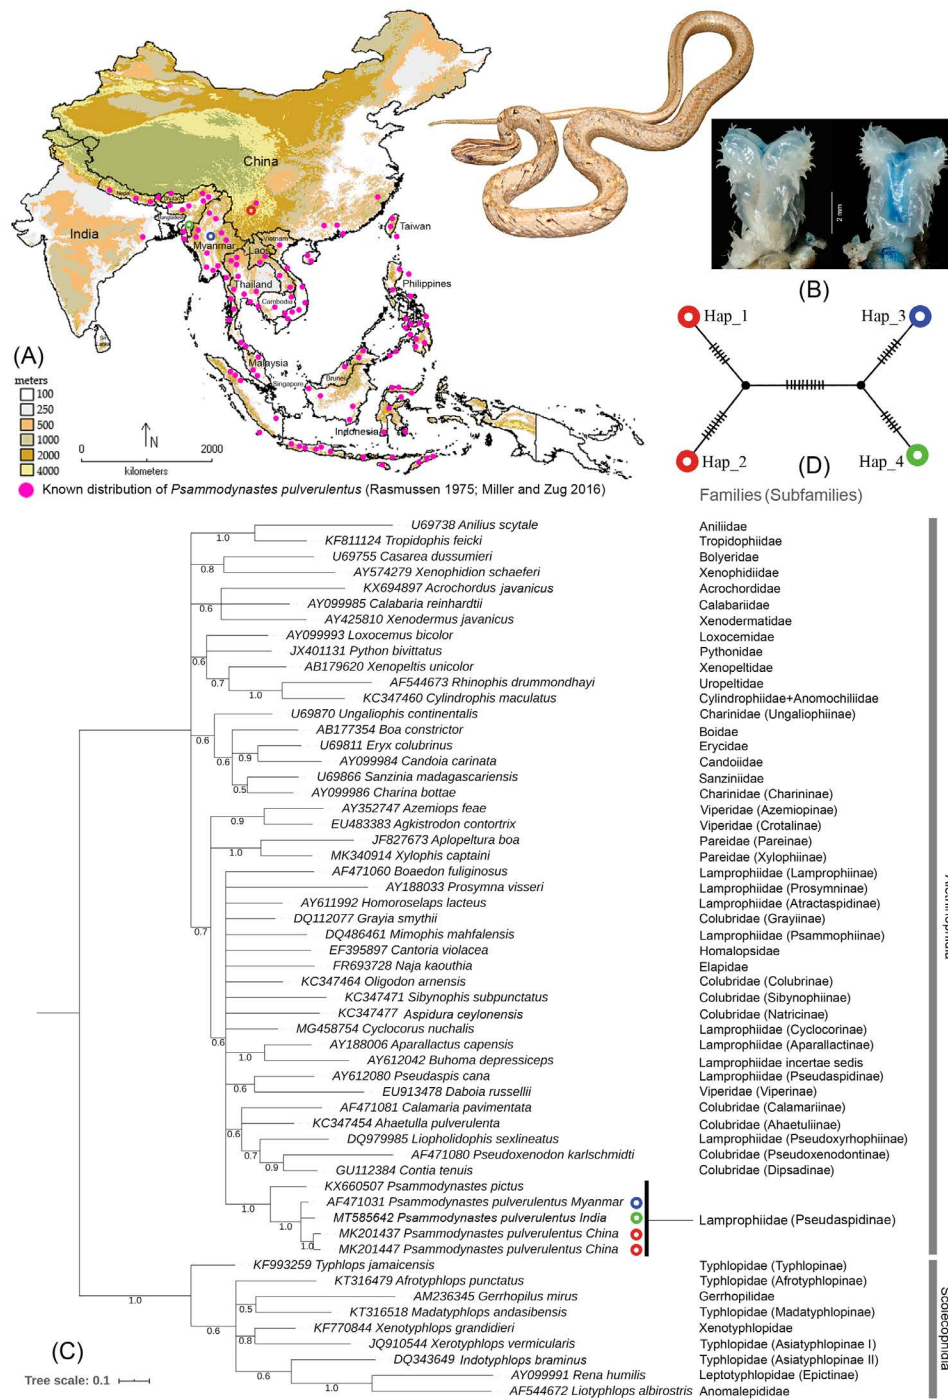 China
Nepal
Bhutan
Bangladesh
India
Myanmar
Vietnam
Laos
Taiwan
Thailand
Cambodia
Philippines
Sri Lanka
(A)
Malaysia
Singapore
Brunei
Indonesia
meters
100
250
500
1000
2000
4000
N
0 2000
kilometers
2 mm
(B)
Hap_1 Hap_3
Hap_2 Hap_4
(D)
Known distribution of Psammodynastes pulverulentus (Rasmussen 1975; Miller and Zug 2016)
Families (Subfamilies)
U69738 Anilius scytale Aniliidae
1.0
KF811124 Tropidophis feicki Tropidophiidae
U69755 Casarea dussumieri Bolyeridae
0.8
AY574279 Xenophidion schaeferi Xenophidiidae
KX694897 Acrochordus javanicus Acrochordidae
AY099985 Calabaria reinhardtii Calabariidae
0.6
AY425810 Xenodermus javanicus Xenodermatidae
AY099993 Loxocemus bicolor Loxocemidae
JX401131 Python bivittatus Pythonidae
0.6
AB179620 Xenopeltis unicolor Xenopeltidae
0.7
AF544673 Rhinophis drummondhayi Uropeltidae
1.0
KC347460 Cylindrophis maculatus Cylindrophiidae+Anomochiliidae
U69870 Ungaliophis continentalis Charinidae (Ungaliophiinae)
AB177354 Boa constrictor Boidae
0.6
U69811 Eryx colubrinus Erycidae
0.6 0.9
AY099984 Candoia carinata Candoiidae
U69866 Sanzinia madagascariensis Sanziniidae
0.5
AY099986 Charina bottae Charinidae (Charininae)
AY352747 Azemiops feae Viperidae (Azemiopinae)
0.9
EU483383 Agkistrodon contortrix Viperidae (Crotalinae)
JF827673 Aplopeltura boa Pareidae (Pareinae)
1.0
MK340914 Xylophis captaini Pareidae (Xylophiinae)
AF471060 Boaedon fuliginosus Lamprophiidae (Lamprophiinae)
AY188033 Prosymna visseri Lamprophiidae (Prosymninae)
AY611992 Homoroselaps lacteus Lamprophiidae (Atractaspidinae)
DQ112077 Grayia smythii Colubridae (Grayiinae)
0.7
DQ486461 Mimophis mahfalensis Lamprophiidae (Psammophiinae)
EF395897 Cantoria violacea Homalopsidae
FR693728 Naja kaouthia Elapidae
KC347464 Oligodon arnensis Colubridae (Colubrinae)
KC347471 Sibynophis subpunctatus Colubridae (Sibynophiinae)
KC347477 Aspidura ceylonensis Colubridae (Natricinae)
MG458754 Cyclocorus nuchalis Lamprophiidae (Cyclocorinae)
0.6
AY188006 Aparallactus capensis Lamprophiidae (Aparallactinae)
1.0
AY612042 Buhoma depressiceps Lamprophiidae incertae sedis
AY612080 Pseudaspis cana Lamprophiidae (Pseudaspidinae)
0.6
EU913478 Daboia russellii Viperidae (Viperinae)
AF471081 Calamaria pavimentata Colubridae (Calamariinae)
KC347454 Ahaetulla pulverulenta Colubridae (Ahaetuliinae)
0.6
DQ979985 Liopholidophis sexlineatus Lamprophiidae (Pseudoxyrhophiinae)
0.7
AF471080 Pseudoxenodon karlschmidti Colubridae (Pseudoxenodontinae)
0.9
GU112384 Contia tenuis Colubridae (Dipsadinae)
KX660507 Psammodynastes pictus
AF471031 Psammodynastes pulverulentus Myanmar
1.0
MT585642 Psammodynastes pulverulentus India Lamprophiidae (Pseudaspidinae)
1.0
MK201437 Psammodynastes pulverulentus China
1.0
MK201447 Psammodynastes pulverulentus China
KF993259 Typhlops jamaicensis Typhlopidae (Typhlopinae)
KT316479 Afrotyphlops punctatus Typhlopidae (Afrotyphlopinae)
1.0
AM236345 Gerrhopilus mirus Gerrhopilidae
0.5
KT316518 Madatyphlops andasibensis Typhlopidae (Madatyphlopinae)
0.6
KF770844 Xenotyphlops grandidieri Xenotyphlopidae
0.8
JQ910544 Xerotyphlops vermicularis Typhlopidae (Asiatyphlopinae I)
DQ343649 Indotyphlops braminus Typhlopidae (Asiatyphlopinae II)
0.6
AY099991 Rena humilis Leptotyphlopidae (Epictinae)
1.0
AF544672 Liotyphlops albirostris Anomalepididae
(C)
Tree scale: 0.1